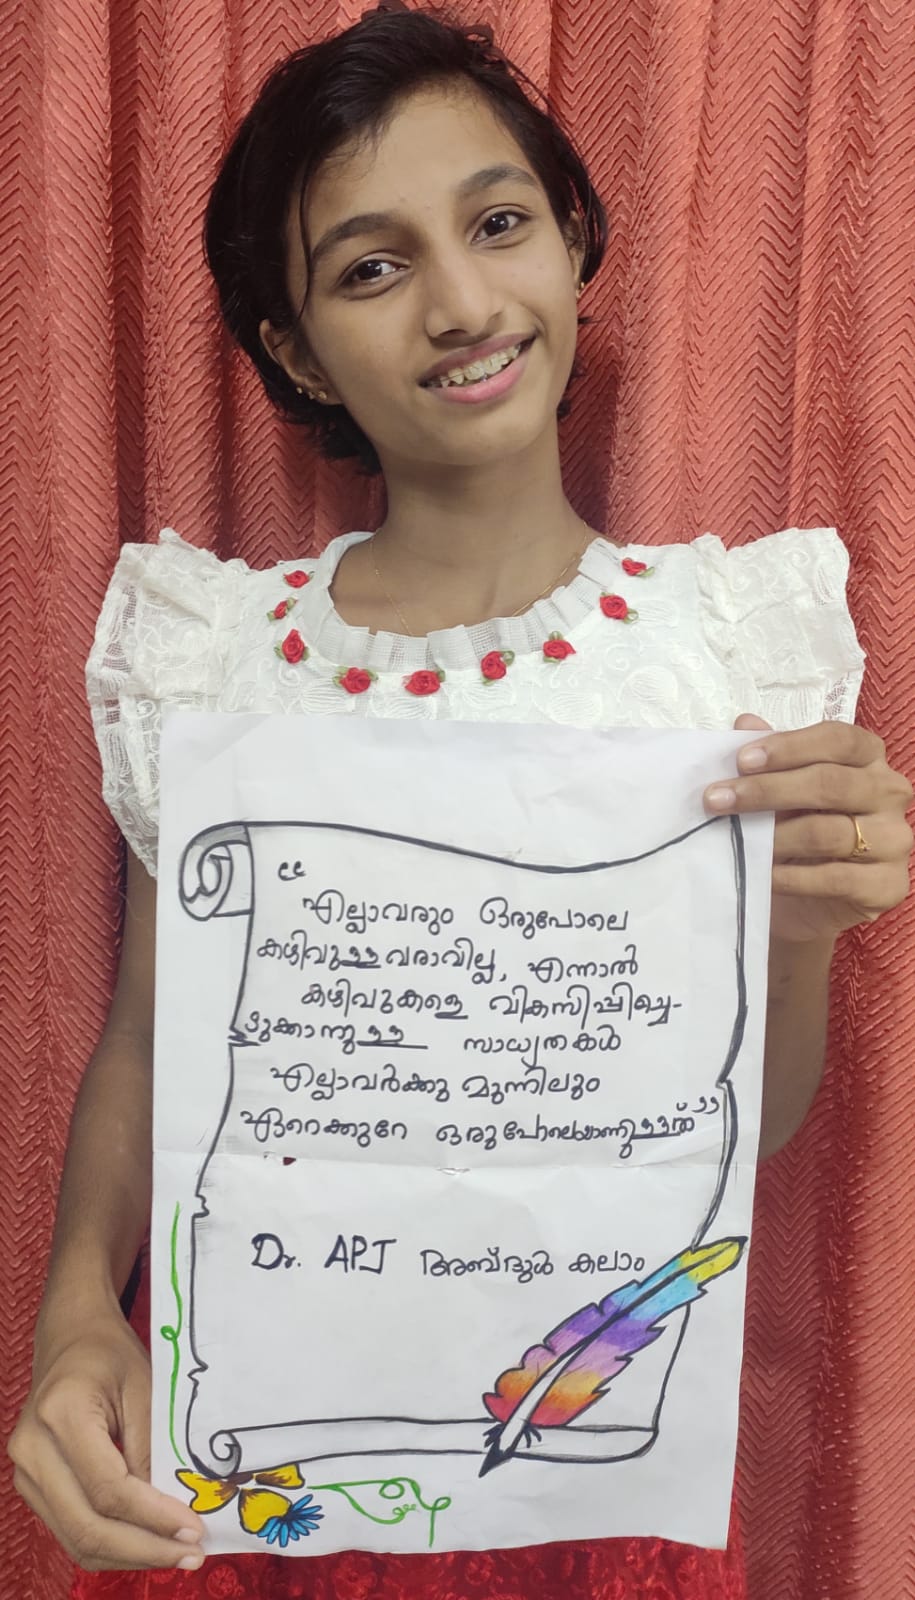 “ എല്ലാവരും ഒരുപോലെ
കഴിവുള്ളവരാവില്ല, എന്നാൽ
കഴിവുകളെ വികസിപ്പിച്ചെ-
ടുക്കാനുള്ള സാധ്യതകൾ
എല്ലാവർക്കു മുന്നിലും
ഏറെക്കുറേ ഒരുപോലെയാണുള്ളത് ”
Dr. APJ അബ്ദുൾ കലാം